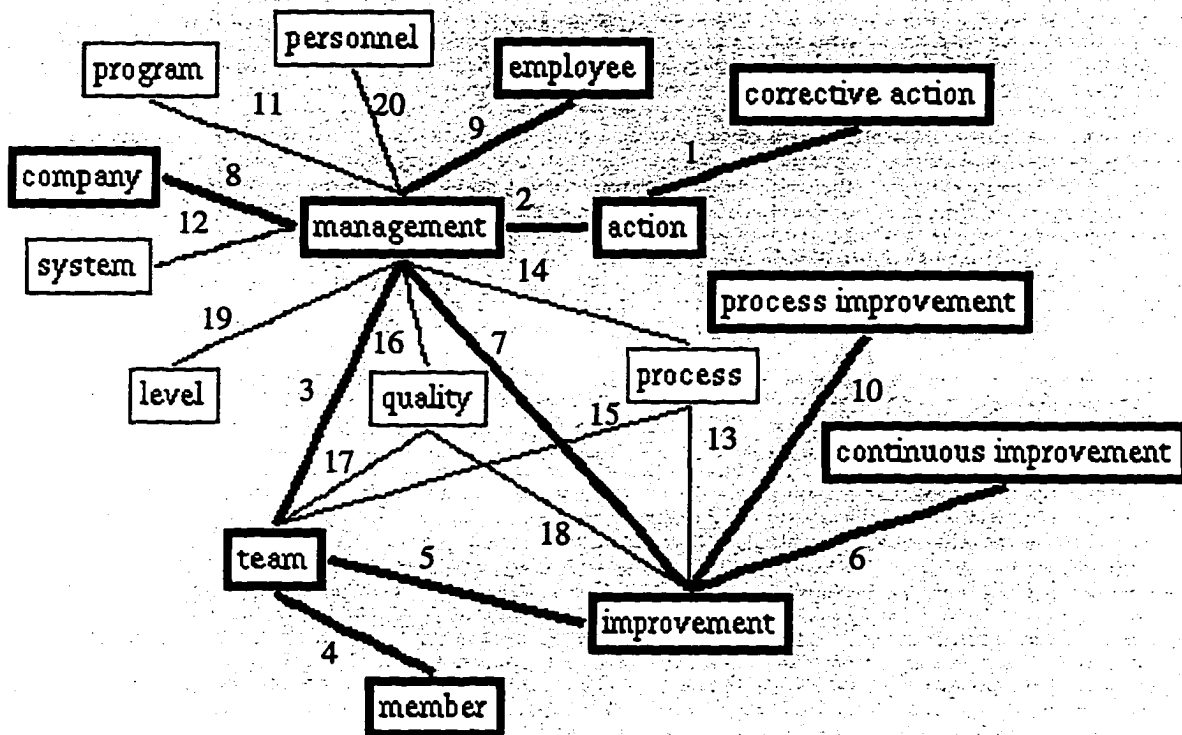 personnel
program
employee
corrective action
11
20
9
1
company
8
2
12
management
action
system
14
process improvement
19
16
7
process
level
3
quality
15
10
13
continuous improvement
17
18
team
5
6
improvement
4
member